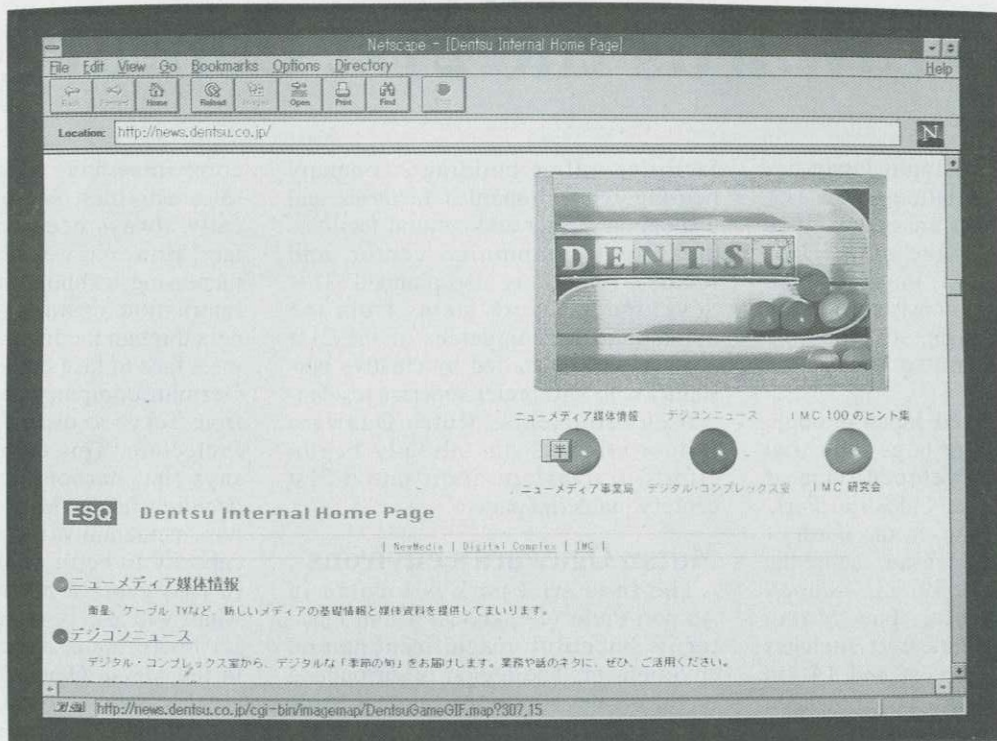 Netscape - [Dentsu Internal Home Page]
File Edit View Go Bookmarks Options Directory Help
Home Reload Open Print Find
Location: http://news.dentsu.co.jp/
N
DENTSU
ニューメディア媒体情報 デジコンニュース IMC 100のヒント集
半
ニューメディア事業局 デジタル・コンプレックス室 IMC 研究会
ESQ Dentsu Internal Home Page
| NewMedia | Digital Complex | IMC |
ニューメディア媒体情報
衛星、ケーブルTVなど、新しいメディアの基礎情報と媒体資料を提供してまいります。
デジコンニュース
デジタル・コンプレックス室から、デジタルな「季節の旬」をお届けします。業務や話のネタに、ぜひ、ご活用ください。
http://news.dentsu.co.jp/cgi-bin/imagemap/DentsuGameGIF.map?307,15